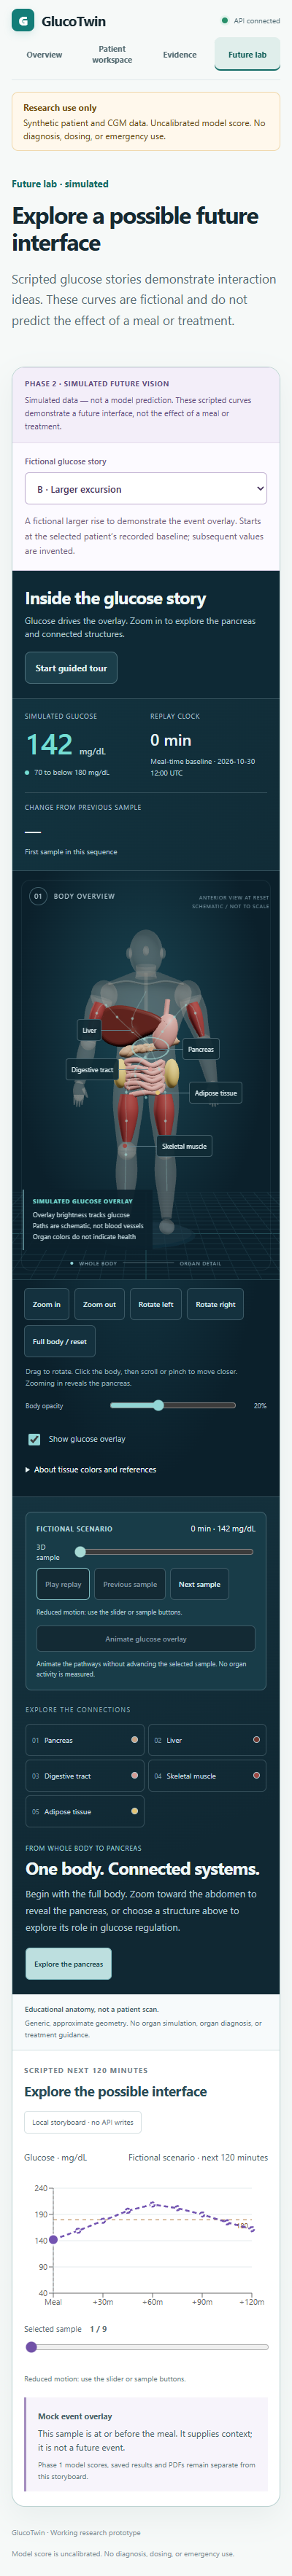 G GlucoTwin
API connected
Overview
Patient
workspace
Evidence
Future lab
Research use only
Synthetic patient and CGM data. Uncalibrated model score. No
diagnosis, dosing, or emergency use.
Future lab · simulated
Explore a possible future
interface
Scripted glucose stories demonstrate interaction
ideas. These curves are fictional and do not
predict the effect of a meal or treatment.
PHASE 2 · SIMULATED FUTURE VISION
Simulated data — not a model prediction. These scripted curves
demonstrate a future interface, not the effect of a meal or
treatment.
Fictional glucose story
B · Larger excursion
A fictional larger rise to demonstrate the event overlay. Starts
at the selected patient's recorded baseline; subsequent values
are invented.
Inside the glucose story
Glucose drives the overlay. Zoom in to explore the pancreas
and connected structures.
Start guided tour
SIMULATED GLUCOSE
142 mg/dL
70 to below 180 mg/dL
REPLAY CLOCK
0 min
Meal-time baseline · 2026-10-30
12:00 UTC
CHANGE FROM PREVIOUS SAMPLE
—
First sample in this sequence
01 BODY OVERVIEW
ANTERIOR VIEW AT RESET
SCHEMATIC / NOT TO SCALE
Liver
Pancreas
Digestive tract
Adipose tissue
Skeletal muscle
SIMULATED GLUCOSE OVERLAY
Overlay brightness tracks glucose
Paths are schematic, not blood vessels
Organ colors do not indicate health
WHOLE BODY
ORGAN DETAIL
Zoom in
Zoom out
Rotate left
Rotate right
Full body / reset
Drag to rotate. Click the body, then scroll or pinch to move closer.
Zooming in reveals the pancreas.
Body opacity
20%
Show glucose overlay
About tissue colors and references
FICTIONAL SCENARIO
0 min · 142 mg/dL
3D
sample
Play replay
Previous sample
Next sample
Reduced motion: use the slider or sample buttons.
Animate glucose overlay
Animate the pathways without advancing the selected sample. No organ
activity is measured.
EXPLORE THE CONNECTIONS
01 Pancreas
02 Liver
03 Digestive tract
04 Skeletal muscle
05 Adipose tissue
FROM WHOLE BODY TO PANCREAS
One body. Connected systems.
Begin with the full body. Zoom toward the abdomen to
reveal the pancreas, or choose a structure above to
explore its role in glucose regulation.
Explore the pancreas
Educational anatomy, not a patient scan.
Generic, approximate geometry. No organ simulation, organ diagnosis, or
treatment guidance.
SCRIPTED NEXT 120 MINUTES
Explore the possible interface
Local storyboard · no API writes
Glucose · mg/dL
Fictional scenario · next 120 minutes
240
190
140
90
40
180
Meal
+30m
+60m
+90m
+120m
Selected sample 1 / 9
Reduced motion: use the slider or sample buttons.
Mock event overlay
This sample is at or before the meal. It supplies context;
it is not a future event.
Phase 1 model scores, saved results and PDFs remain separate from
this storyboard.
GlucoTwin · Working research prototype
Model score is uncalibrated. No diagnosis, dosing, or emergency use.